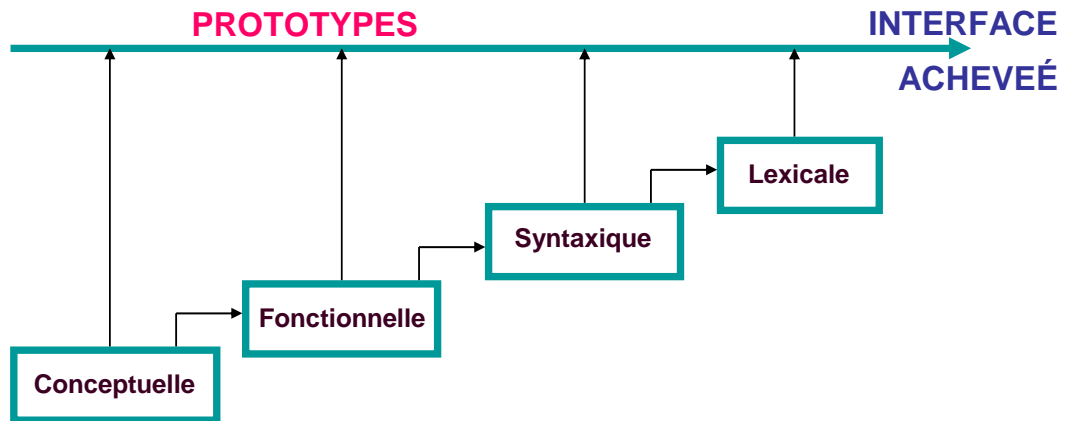 PROTOTYPES
INTERFACE
ACHEVEÉ
Lexicale
Syntaxique
Fonctionnelle
Conceptuelle